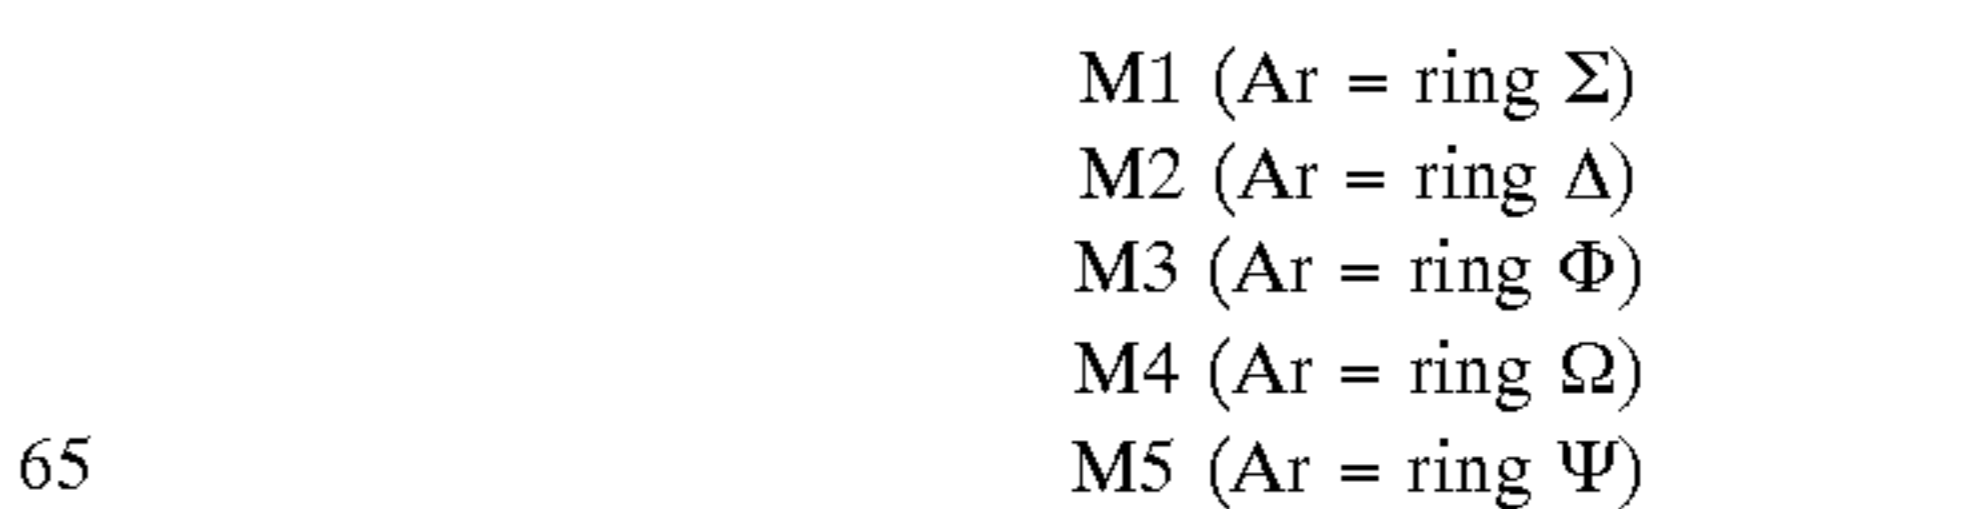 M1 (Ar = ring Σ)
M2 (Ar = ring Δ)
M3 (Ar = ring Φ)
M4 (Ar = ring Ω)
65 M5 (Ar = ring Ψ)